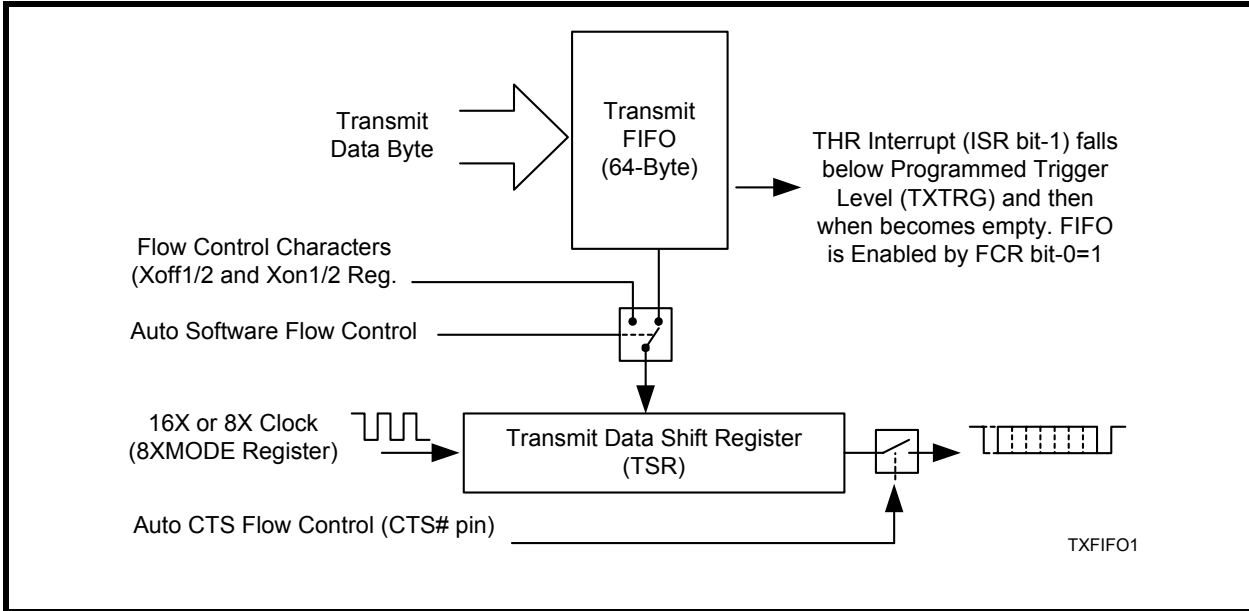 Transmit
Data Byte
Transmit
FIFO
(64-Byte)
THR Interrupt (ISR bit-1) falls
below Programmed Trigger
Level (TXTRG) and then
when becomes empty. FIFO
is Enabled by FCR bit-0=1
Flow Control Characters
(Xoff1/2 and Xon1/2 Reg.
Auto Software Flow Control
16X or 8X Clock
(8XMODE Register)
Transmit Data Shift Register
(TSR)
Auto CTS Flow Control (CTS# pin)
TXFIFO1